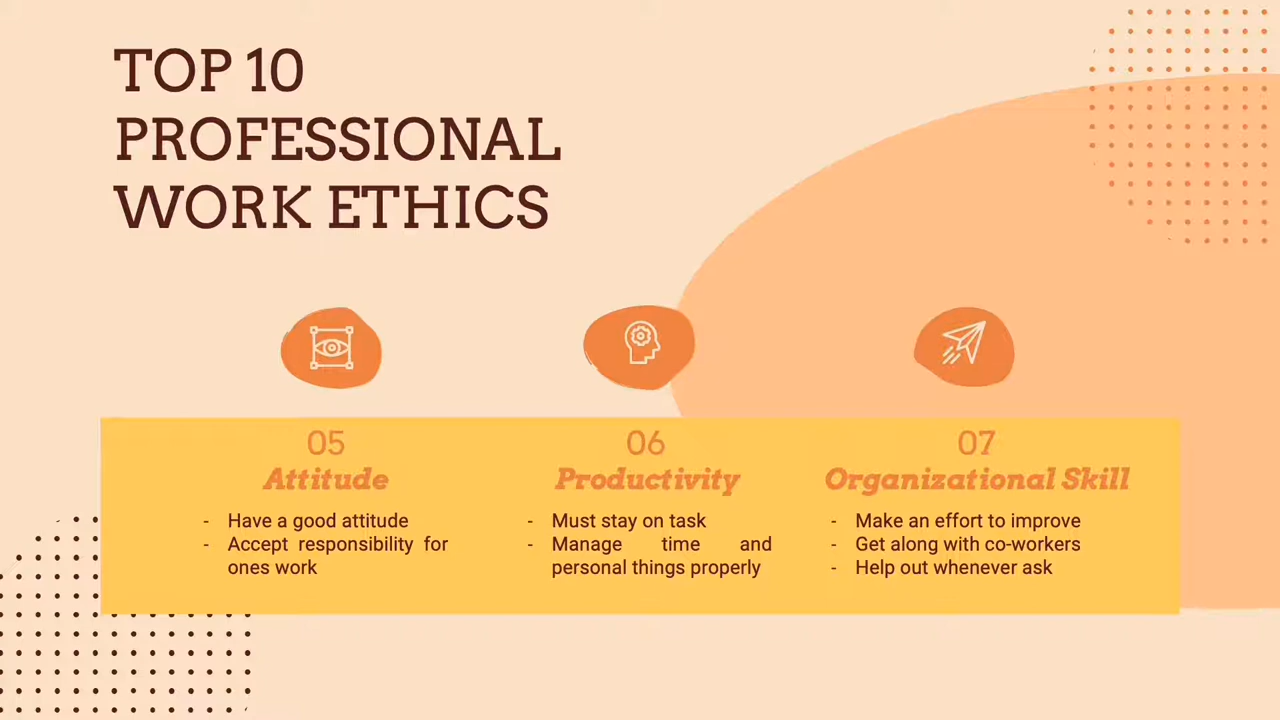 TOP 10
PROFESSIONAL
WORK ETHICS
05
Attitude
- Have a good attitude
- Accept responsibility for
ones work
06
Productivity
- Must stay on task
- Manage time and
personal things properly
07
Organizational Skill
- Make an effort to improve
- Get along with co-workers
- Help out whenever ask